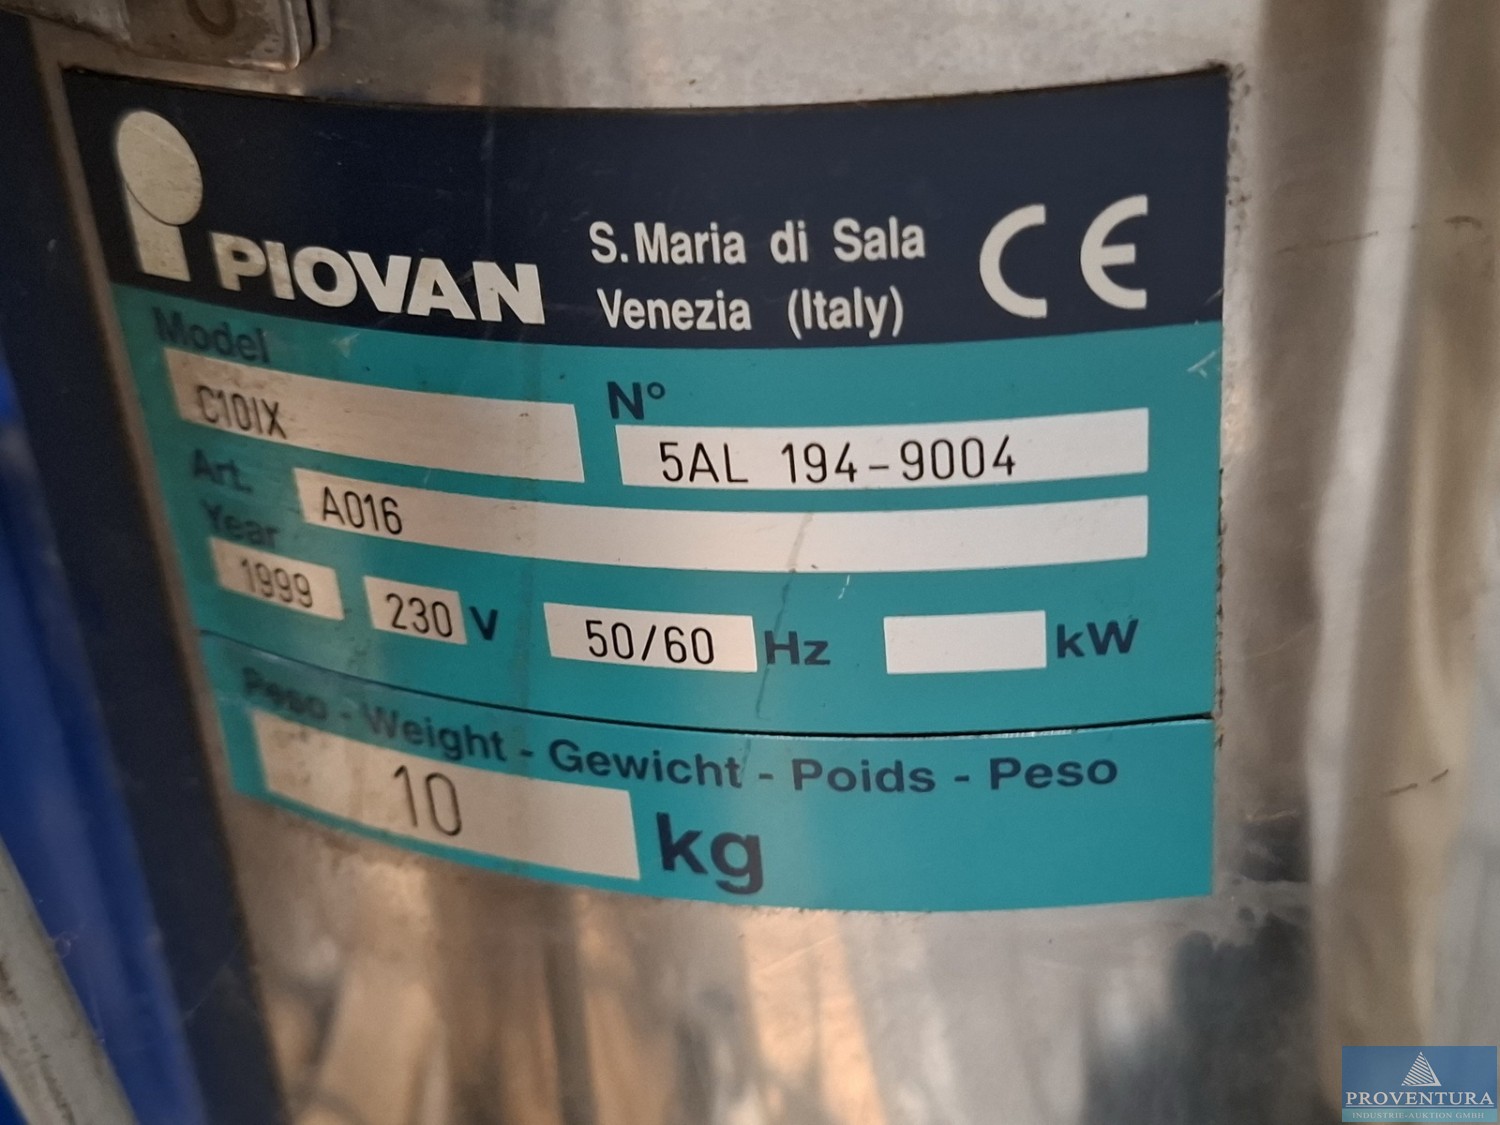 PIOVAN
S. Maria di Sala
Venezia (Italy)
CE
Model
C10IX
N°
5AL 194-9004
Art.
A016
Year
1999 230 V 50/60 Hz kW
Peso - Weight - Gewicht - Poids - Peso
10 kg
PROVENTURA
INDUSTRIE-AUKTION GMBH